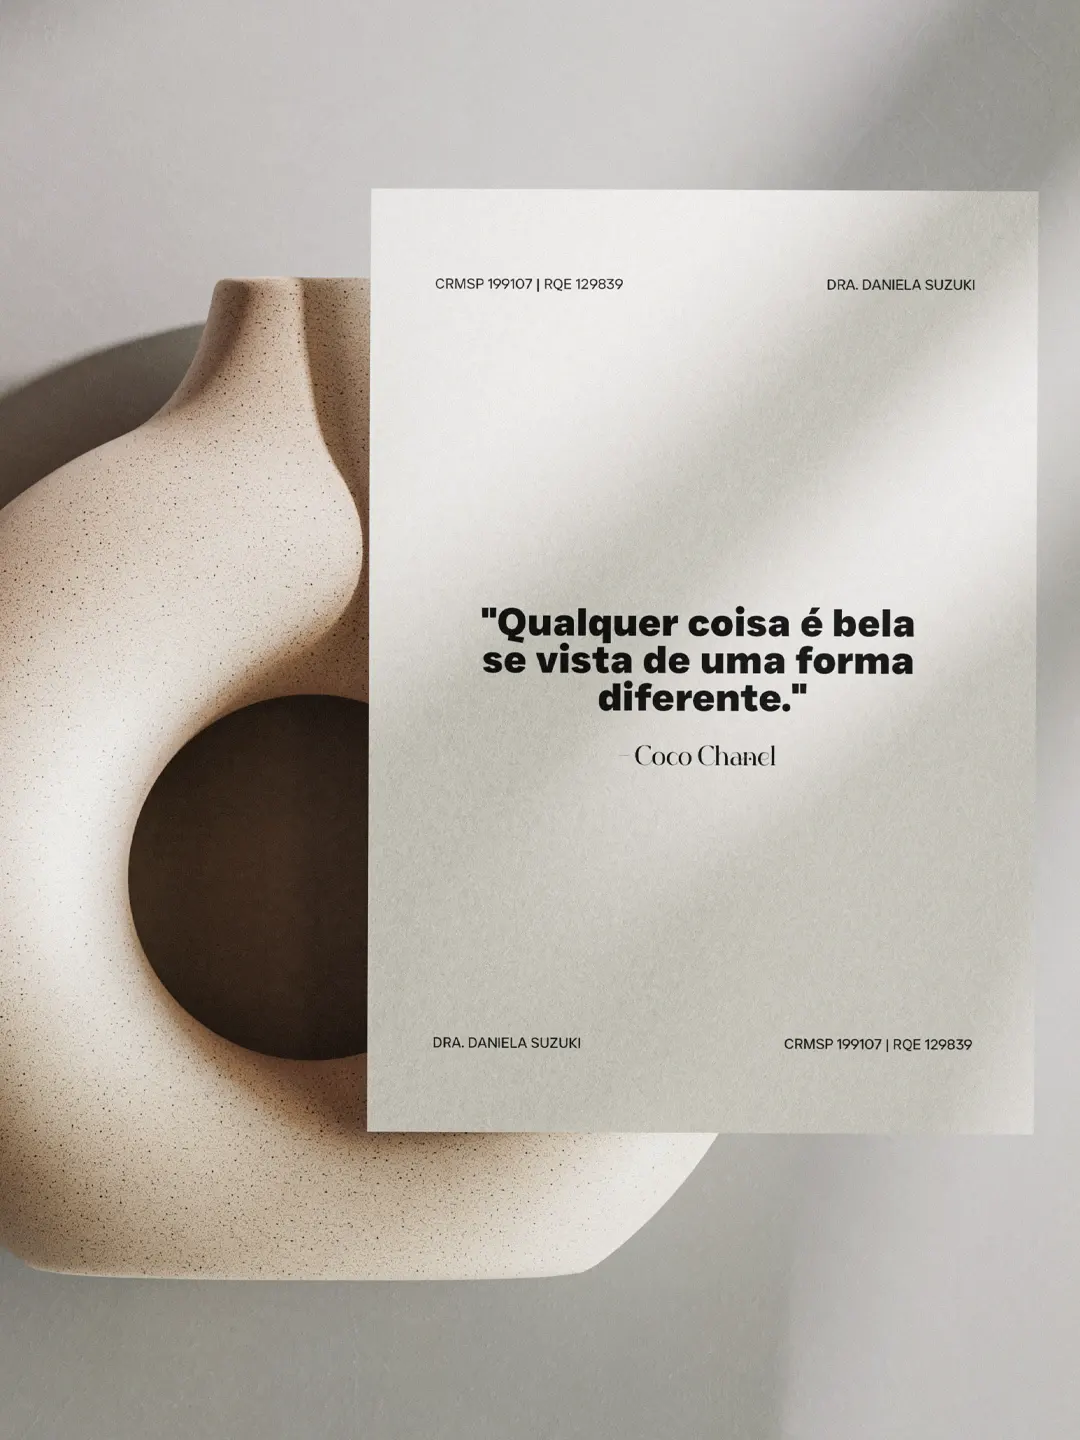 CRMSP 199107 | RQE 129839
DRA. DANIELA SUZUKI
"Qualquer coisa é bela
se vista de uma forma
diferente."
– Coco Chanel
DRA. DANIELA SUZUKI
CRMSP 199107 | RQE 129839